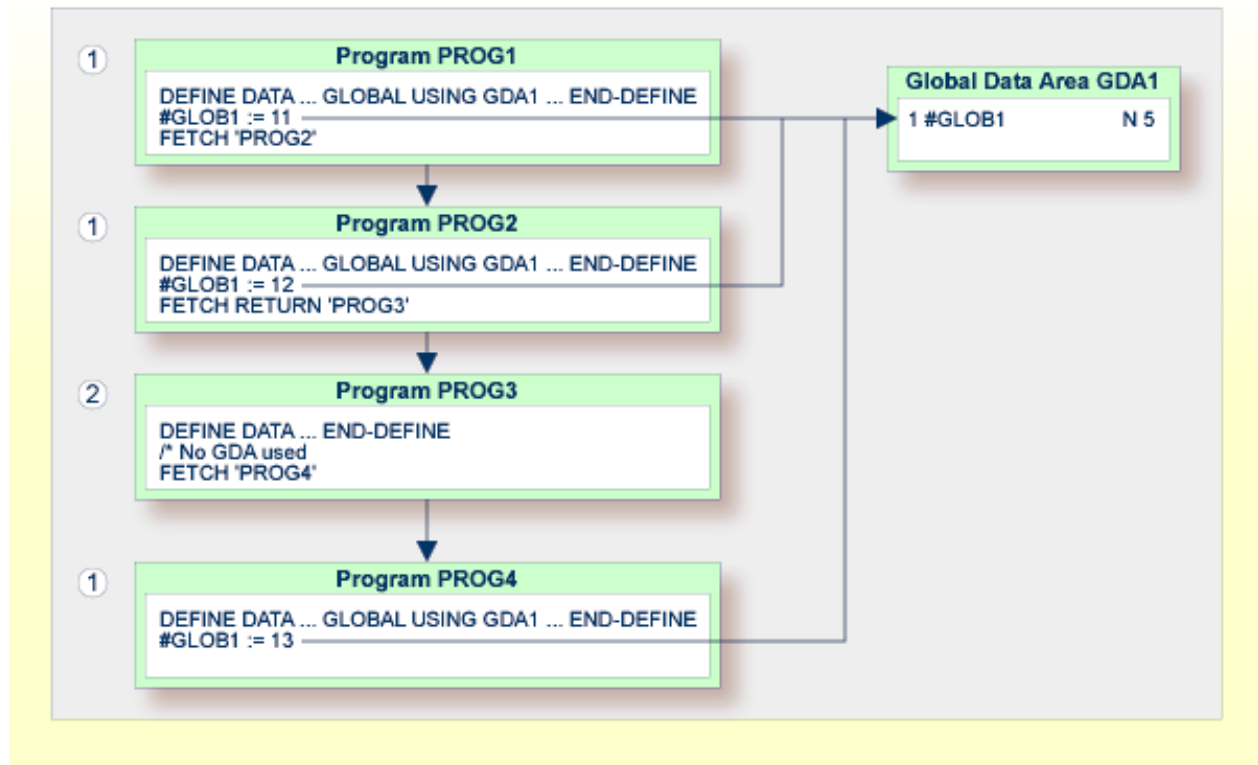 1
Program PROG1
DEFINE DATA ... GLOBAL USING GDA1 ... END-DEFINE
#GLOB1 := 11
FETCH 'PROG2'
Global Data Area GDA1
1 #GLOB1 N 5
1
Program PROG2
DEFINE DATA ... GLOBAL USING GDA1 ... END-DEFINE
#GLOB1 := 12
FETCH RETURN 'PROG3'
2
Program PROG3
DEFINE DATA ... END-DEFINE
/* No GDA used
FETCH 'PROG4'
1
Program PROG4
DEFINE DATA ... GLOBAL USING GDA1 ... END-DEFINE
#GLOB1 := 13